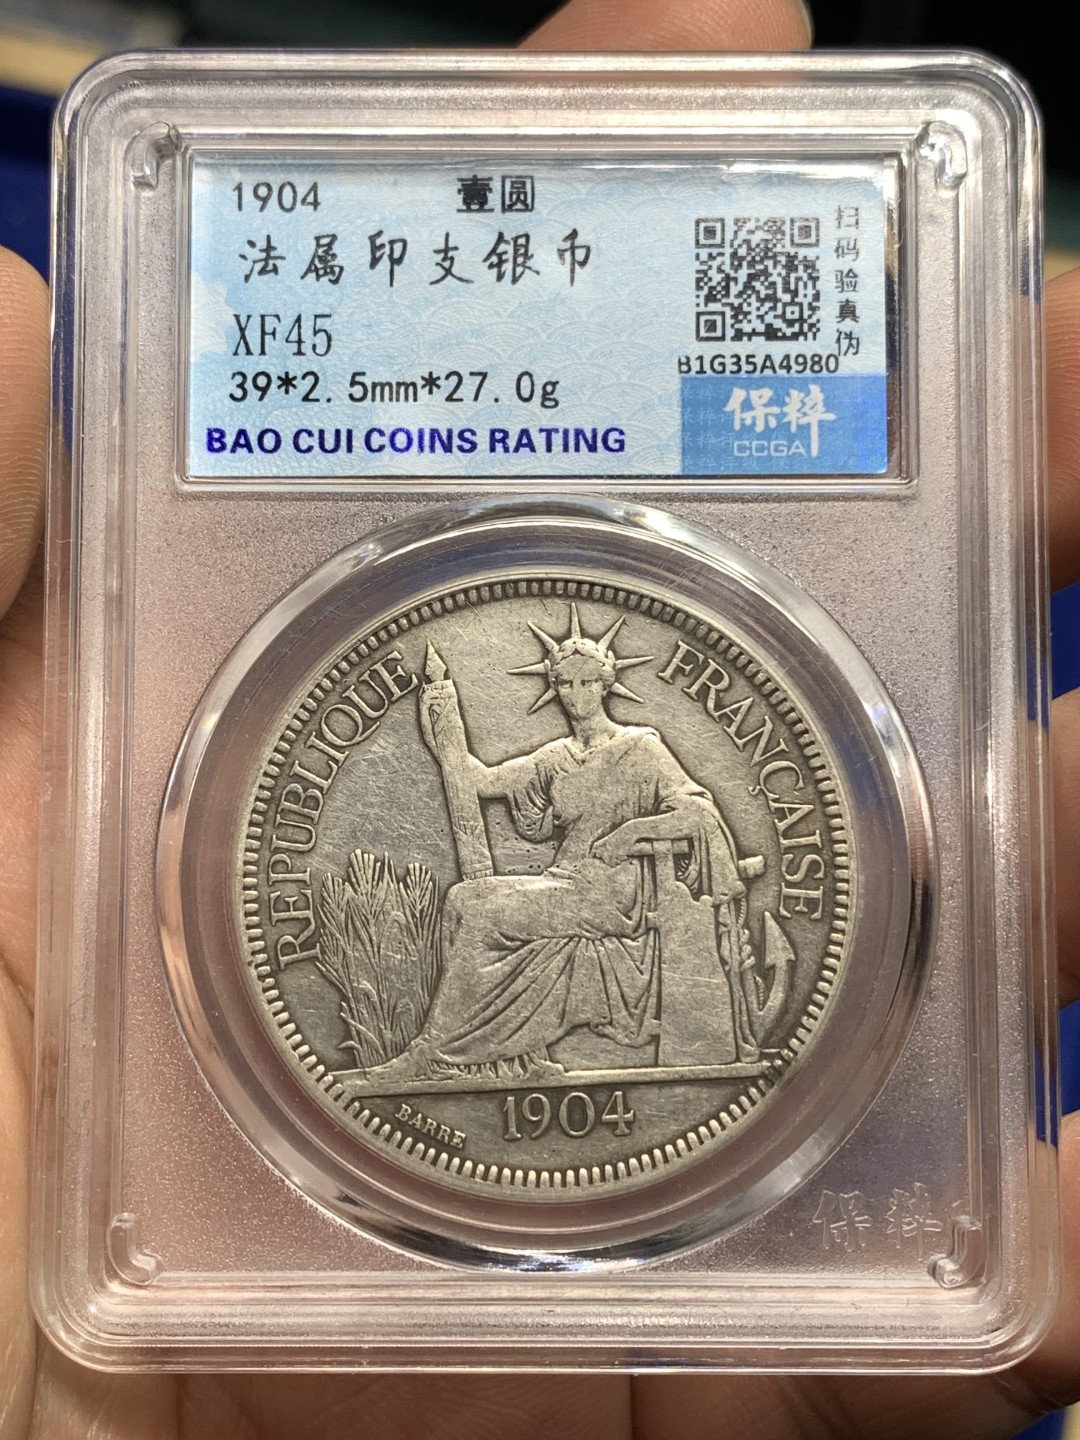 1904 壹圆
法属印支银币
XF45
39*2.5mm*27.0g
BAO CUI COINS RATING
扫码验真伪
B1G35A4980
保粹
CCGA
REPUBLIQUE FRANÇAISE
BARRE
1904
保粹